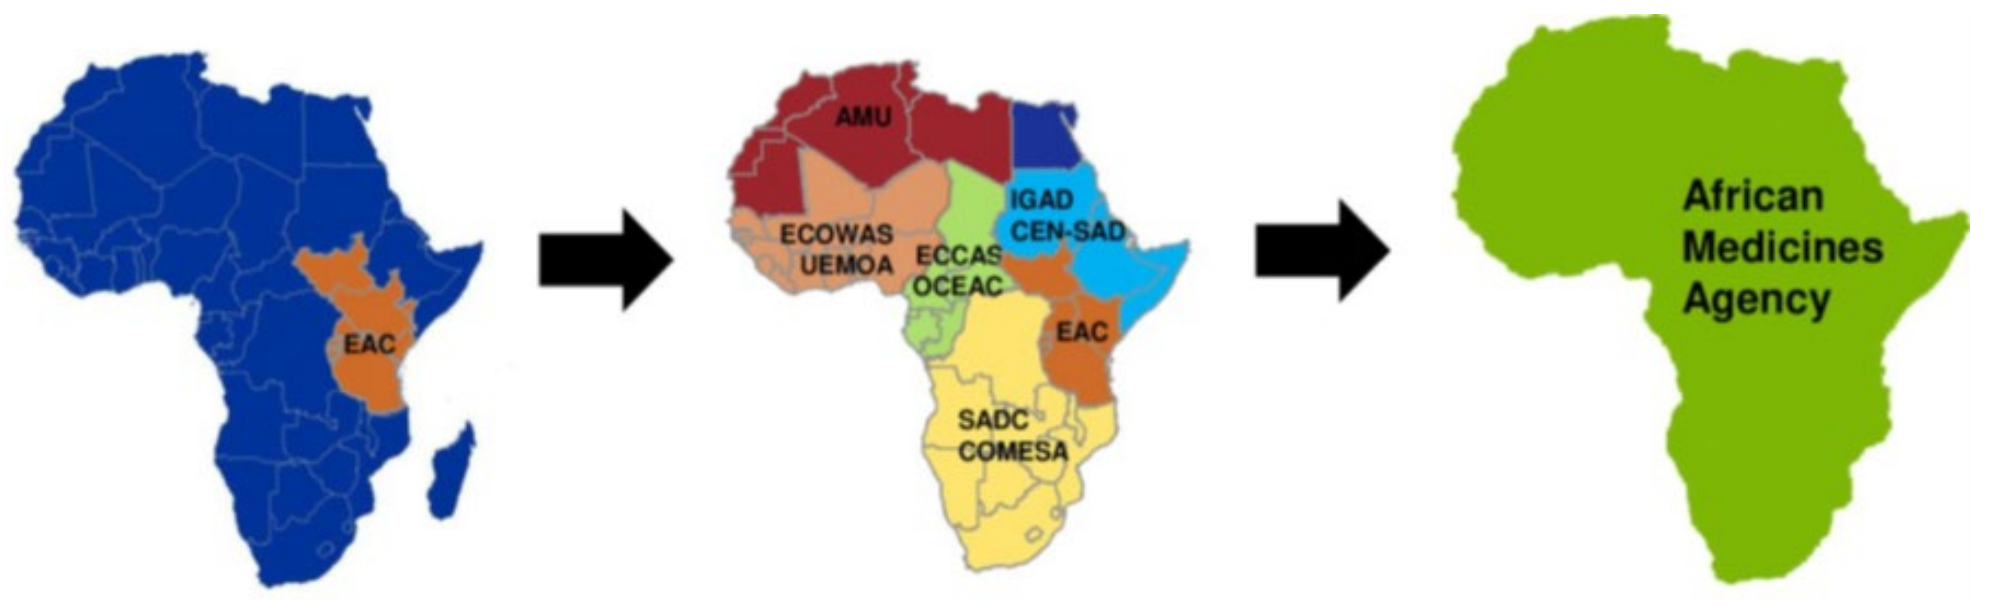 EAC
AMU
IGAD
CEN-SAD
ECOWAS
UEMOA
ECCAS
OCEAC
EAC
SADC
COMESA
African
Medicines
Agency